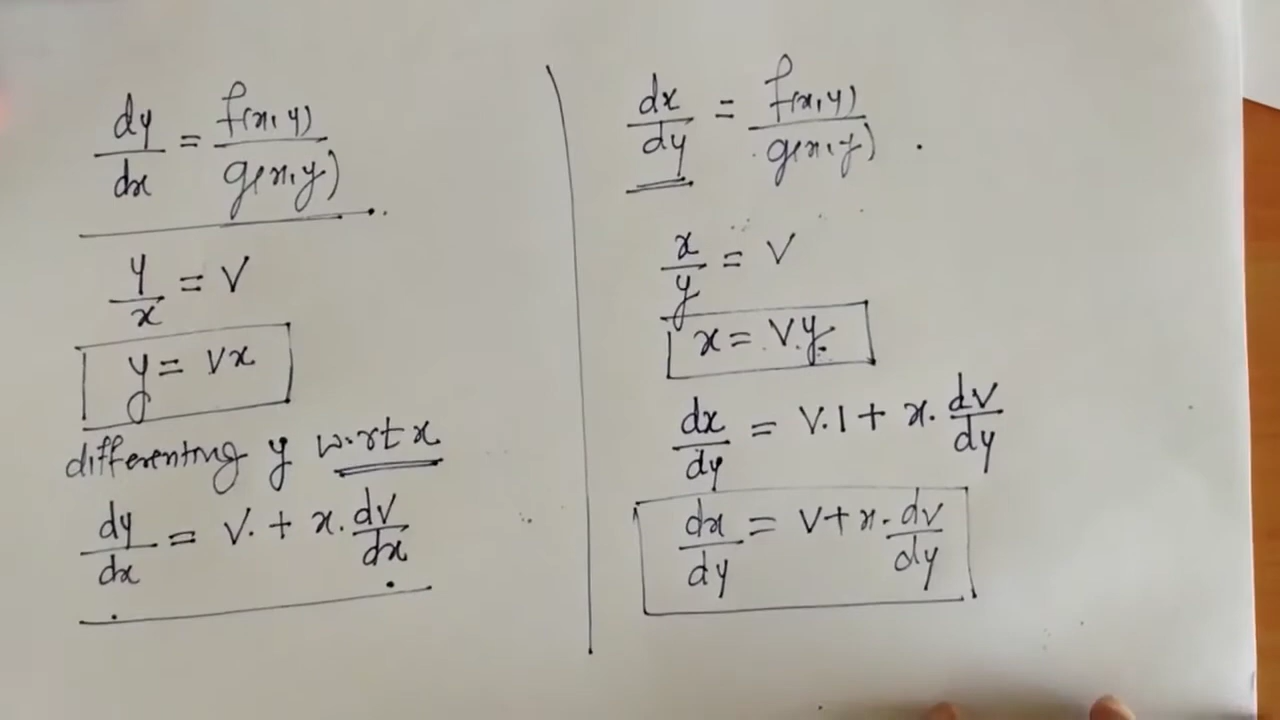 dy/dx = f(x,y)/g(x,y)
y/x = V
y = Vx
differenting y w.r.t x
dy/dx = V. + x. dV/dx
dx/dy = f(x,y)/g(x,y) .
x/y = V
x = V.y
dx/dy = V.1 + x. dV/dy
dx/dy = V + x. dv/dy